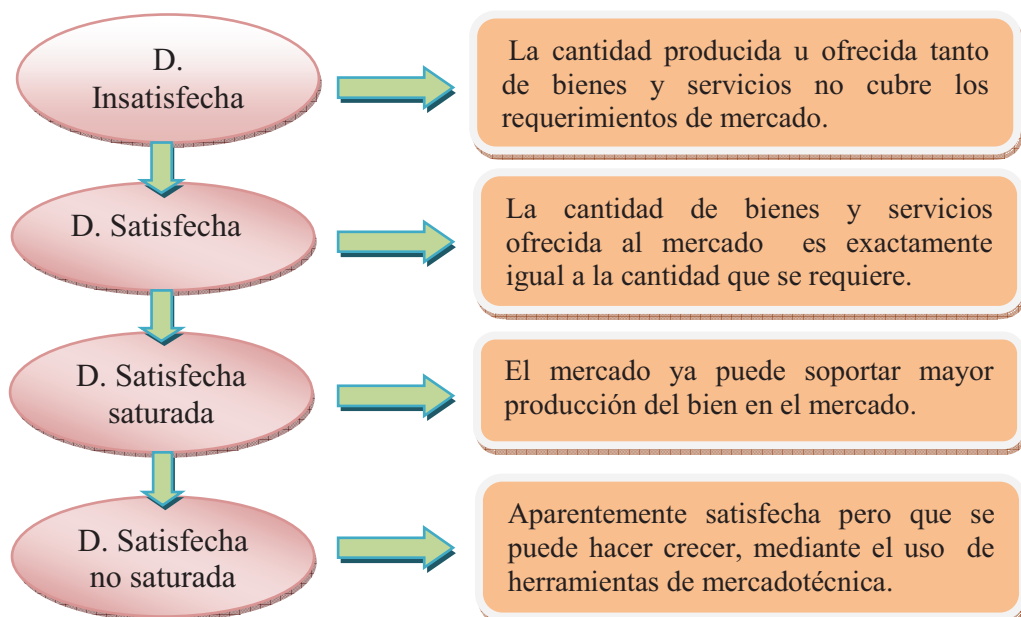 D.
Insatisfecha
La cantidad producida u ofrecida tanto
de bienes y servicios no cubre los
requerimientos de mercado.
D. Satisfecha
La cantidad de bienes y servicios
ofrecida al mercado es exactamente
igual a la cantidad que se requiere.
D. Satisfecha
saturada
El mercado ya puede soportar mayor
producción del bien en el mercado.
D. Satisfecha
no saturada
Aparentemente satisfecha pero que se
puede hacer crecer, mediante el uso de
herramientas de mercadotécnica.